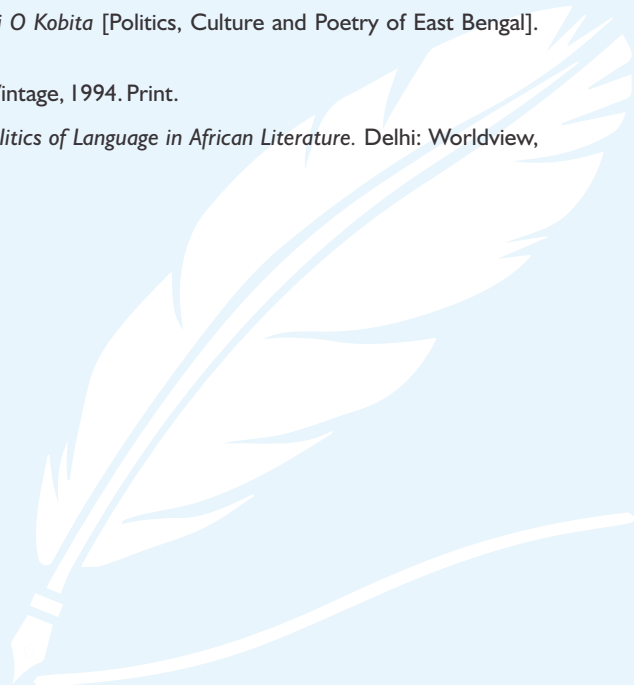 i O Kobita [Politics, Culture and Poetry of East Bengal].
intage, 1994. Print.
litics of Language in African Literature. Delhi: Worldview,